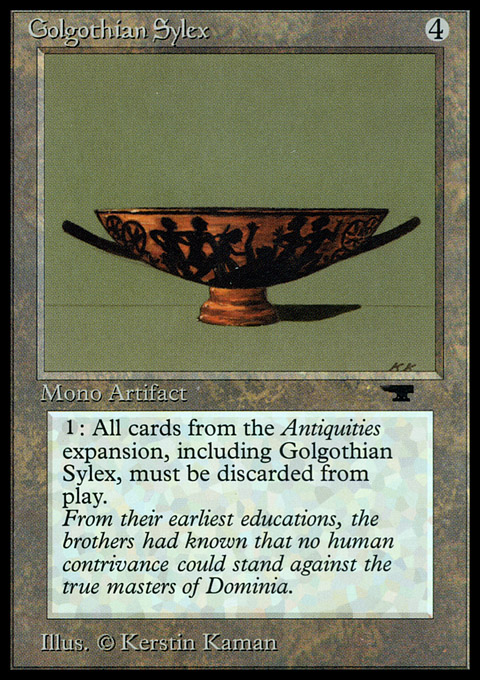 Golgothian Sylex 4
KK
Mono Artifact
1: All cards from the Antiquities
expansion, including Golgothian
Sylex, must be discarded from
play.
From their earliest educations, the
brothers had known that no human
contrivance could stand against the
true masters of Dominia.
Illus. © Kerstin Kaman